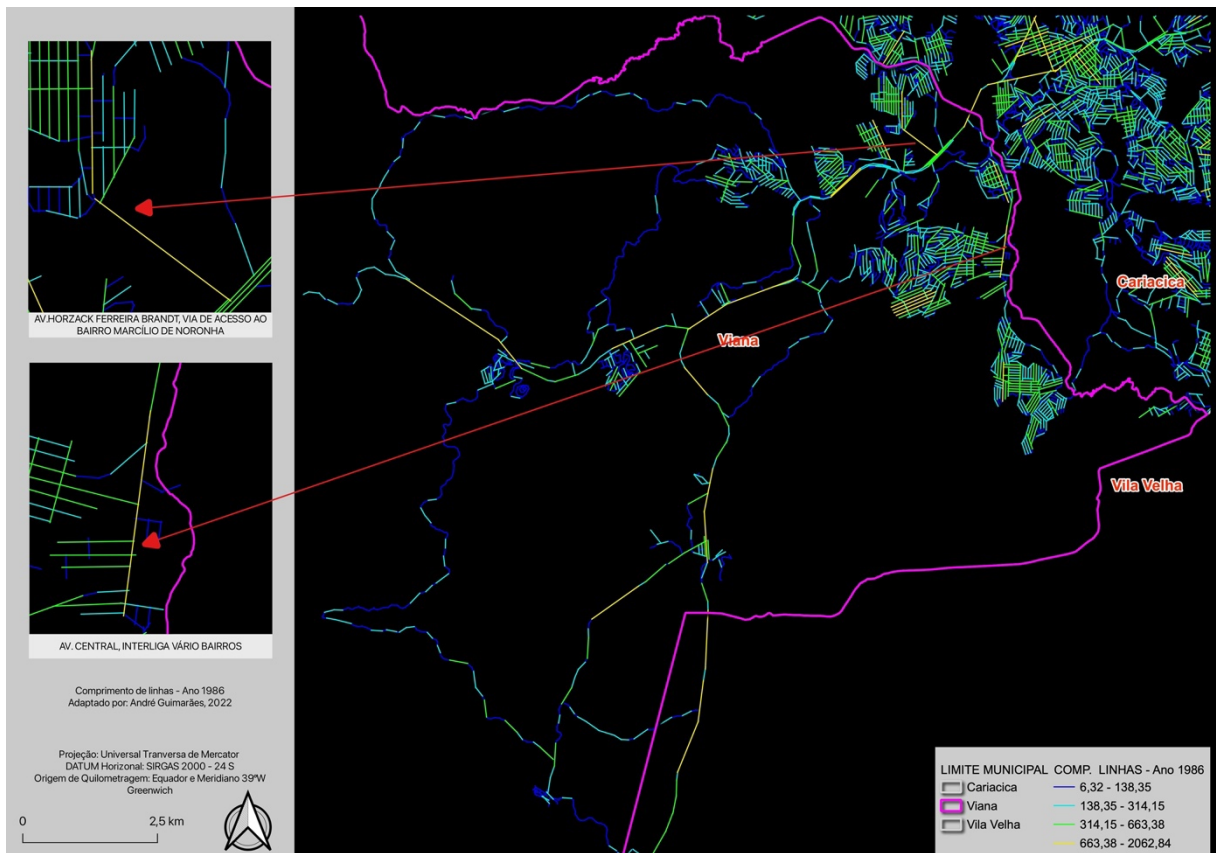 AV.HORZACK FERREIRA BRANDT, VIA DE ACESSO AO
BAIRRO MARCÍLIO DE NORONHA
AV. CENTRAL, INTERLIGA VÁRIO BAIRROS
Comprimento de linhas - Ano 1986
Adaptado por: André Guimarães, 2022
Projeção: Universal Tranversa de Mercator
DATUM Horizonal: SIRGAS 2000 - 24 S
Origem de Quilometragem: Equador e Meridiano 39ºW
Greenwich
0 2,5 km
Cariacica
Viana
Vila Velha
LIMITE MUNICIPAL COMP. LINHAS - Ano 1986
Cariacica 6,32 - 138,35
Viana 138,35 - 314,15
Vila Velha 314,15 - 663,38
663,38 - 2062,84